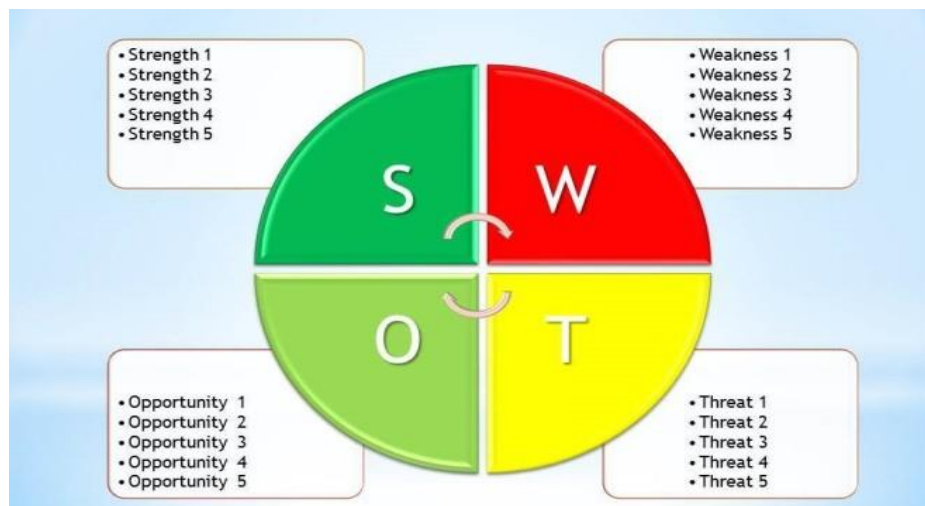 • Strength 1
• Strength 2
• Strength 3
• Strength 4
• Strength 5
• Weakness 1
• Weakness 2
• Weakness 3
• Weakness 4
• Weakness 5
S
W
O
T
• Opportunity 1
• Opportunity 2
• Opportunity 3
• Opportunity 4
• Opportunity 5
• Threat 1
• Threat 2
• Threat 3
• Threat 4
• Threat 5